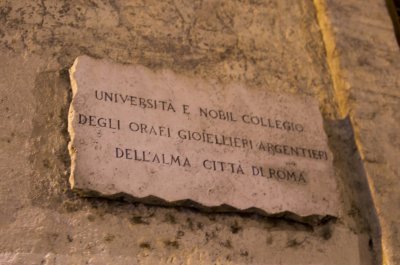 UNIVERSITÀ E NOBIL COLLEGIO
DEGLI ORAFI GIOIELLIERI ARGENTIERI
DELL'ALMA CITTÀ DI ROMA